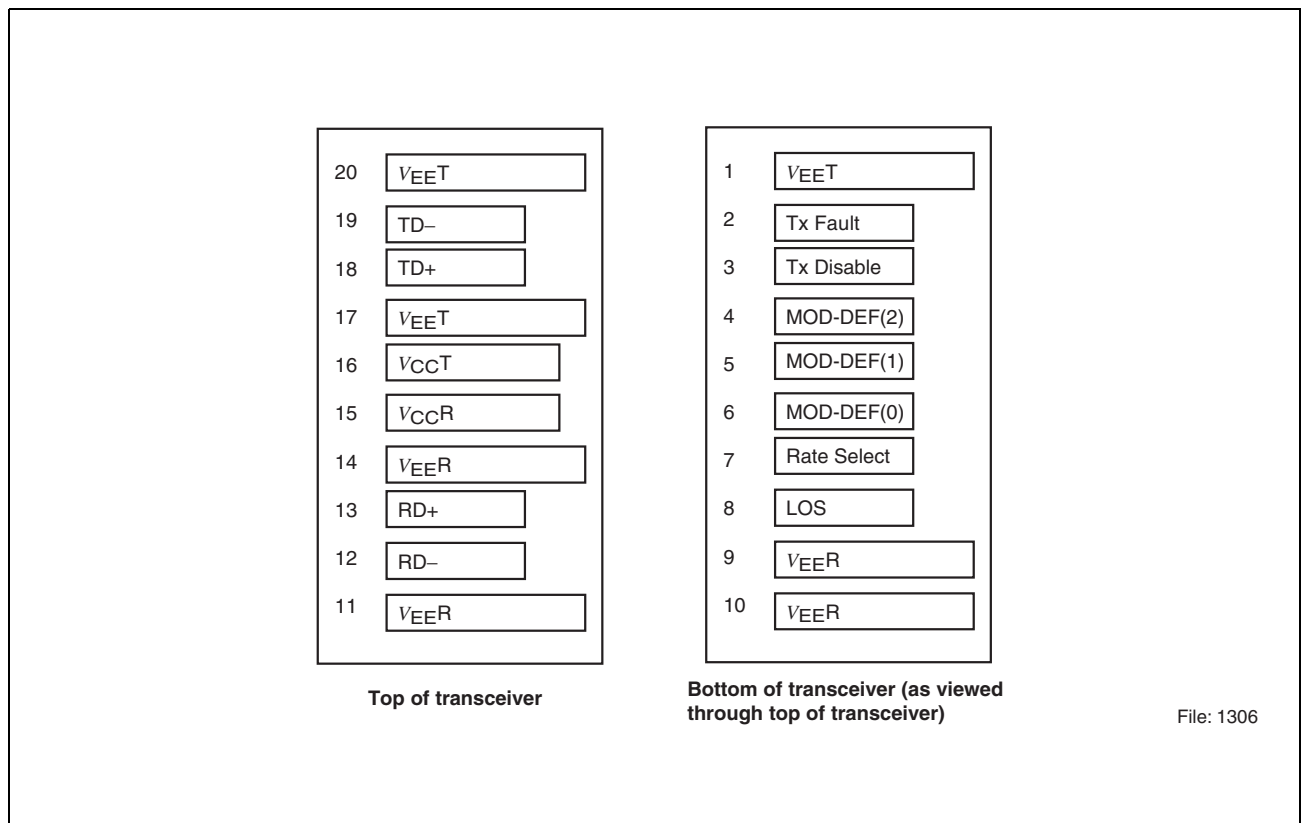 20 VEET
19 TD–
18 TD+
17 VEET
16 VCCT
15 VCCR
14 VEER
13 RD+
12 RD–
11 VEER
Top of transceiver
1 VEET
2 Tx Fault
3 Tx Disable
4 MOD-DEF(2)
5 MOD-DEF(1)
6 MOD-DEF(0)
7 Rate Select
8 LOS
9 VEER
10 VEER
Bottom of transceiver (as viewed
through top of transceiver)
File: 1306